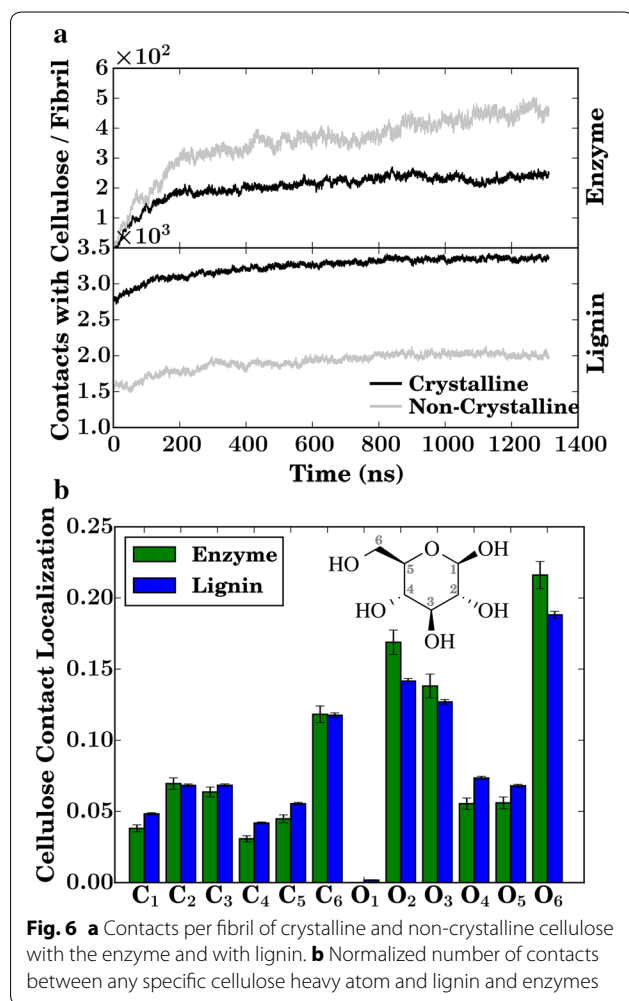 a
×10²
6
5
4
3
2
1
Contacts with Cellulose / Fibril
Enzyme
×10³
3.5
3.0
2.5
2.0
1.5
1.0
Lignin
Crystalline
Non-Crystalline
0 200 400 600 800 1000 1200 1400
Time (ns)
b
0.25
0.20
0.15
0.10
0.05
0.00
Cellulose Contact Localization
Enzyme
Lignin
6
HO
O
OH
5
1
4
2
HO
3
OH
OH
C₁ C₂ C₃ C₄ C₅ C₆ O₁ O₂ O₃ O₄ O₅ O₆
Fig. 6 a Contacts per fibril of crystalline and non-crystalline cellulose
with the enzyme and with lignin. b Normalized number of contacts
between any specific cellulose heavy atom and lignin and enzymes